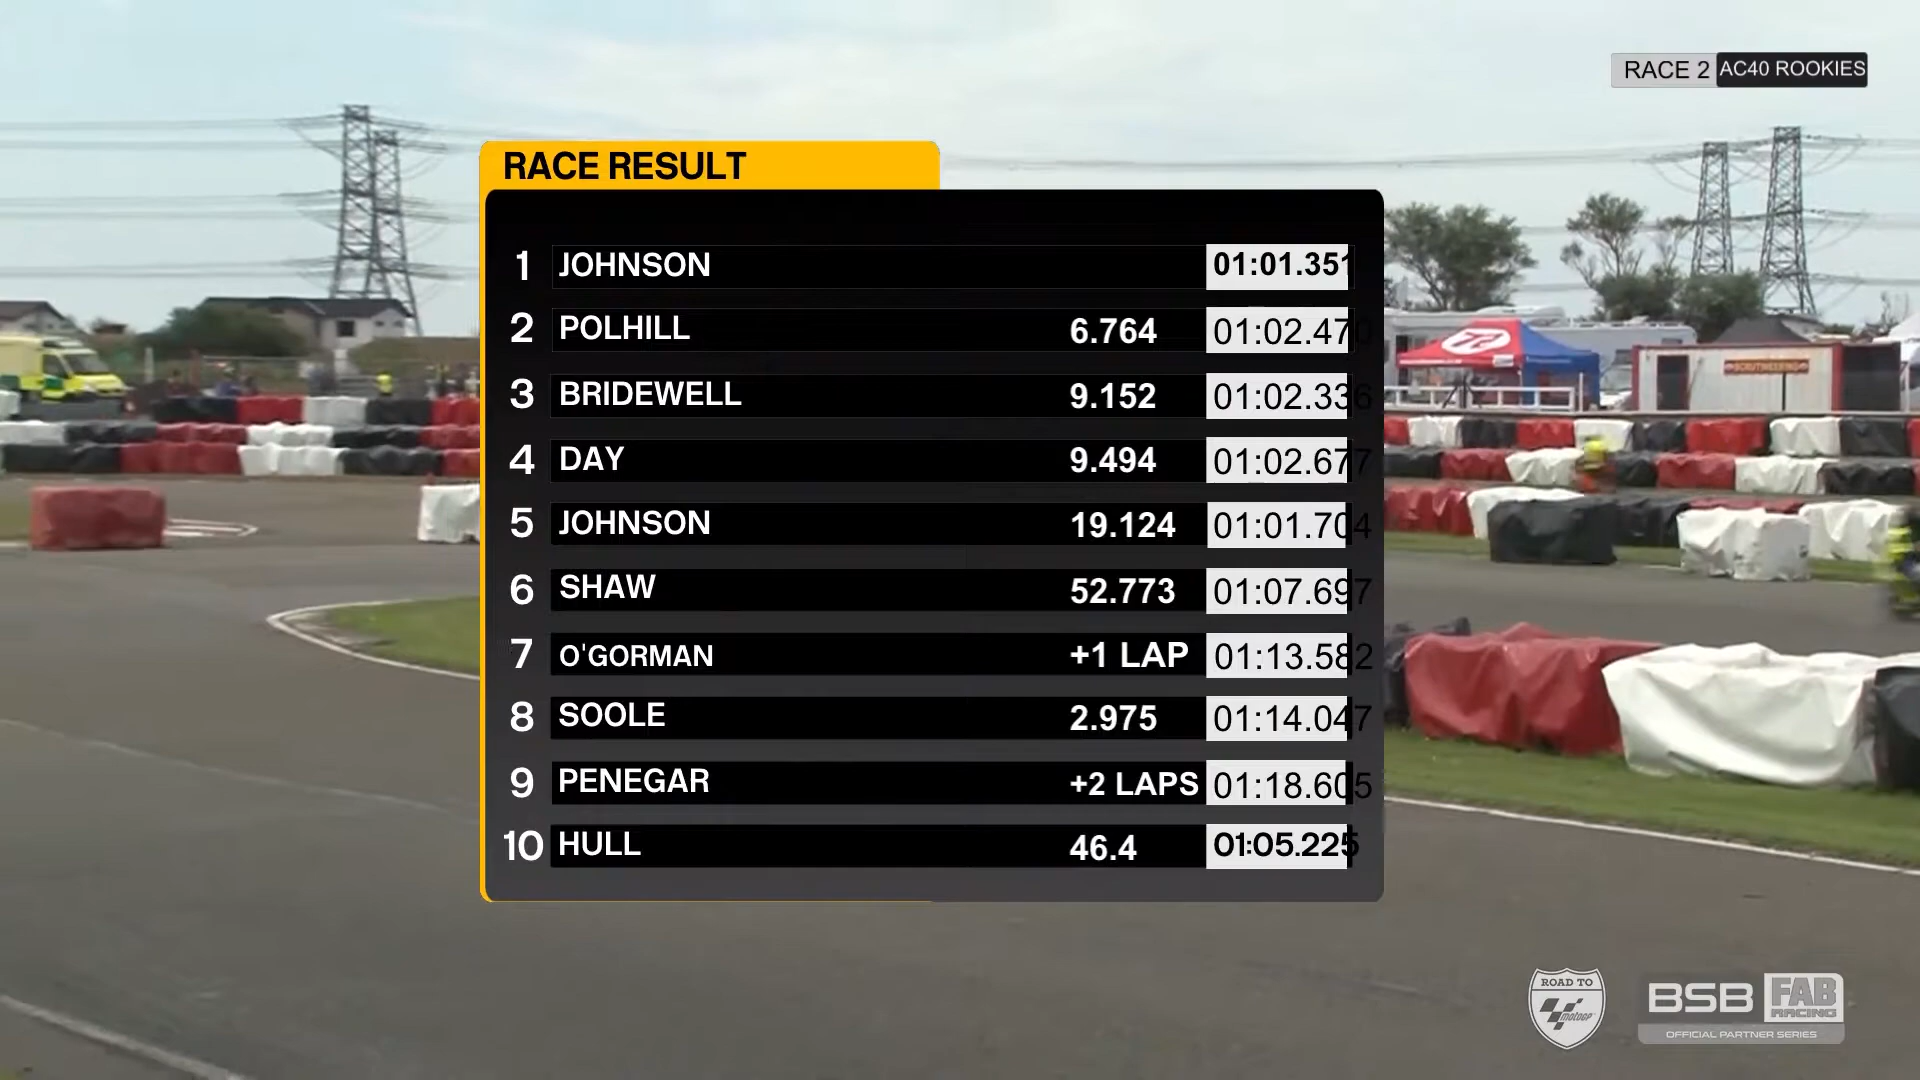 RACE 2 AC40 ROOKIES
RACE RESULT
1 JOHNSON 01:01.351
2 POLHILL 6.764 01:02.470
3 BRIDEWELL 9.152 01:02.336
4 DAY 9.494 01:02.677
5 JOHNSON 19.124 01:01.704
6 SHAW 52.773 01:07.697
7 O'GORMAN +1 LAP 01:13.582
8 SOOLE 2.975 01:14.047
9 PENEGAR +2 LAPS 01:18.605
10 HULL 46.4 01:05.225
SCRUTINEERING
ROAD TO
MotoGP
BSB FAB
RACING
OFFICIAL PARTNER SERIES